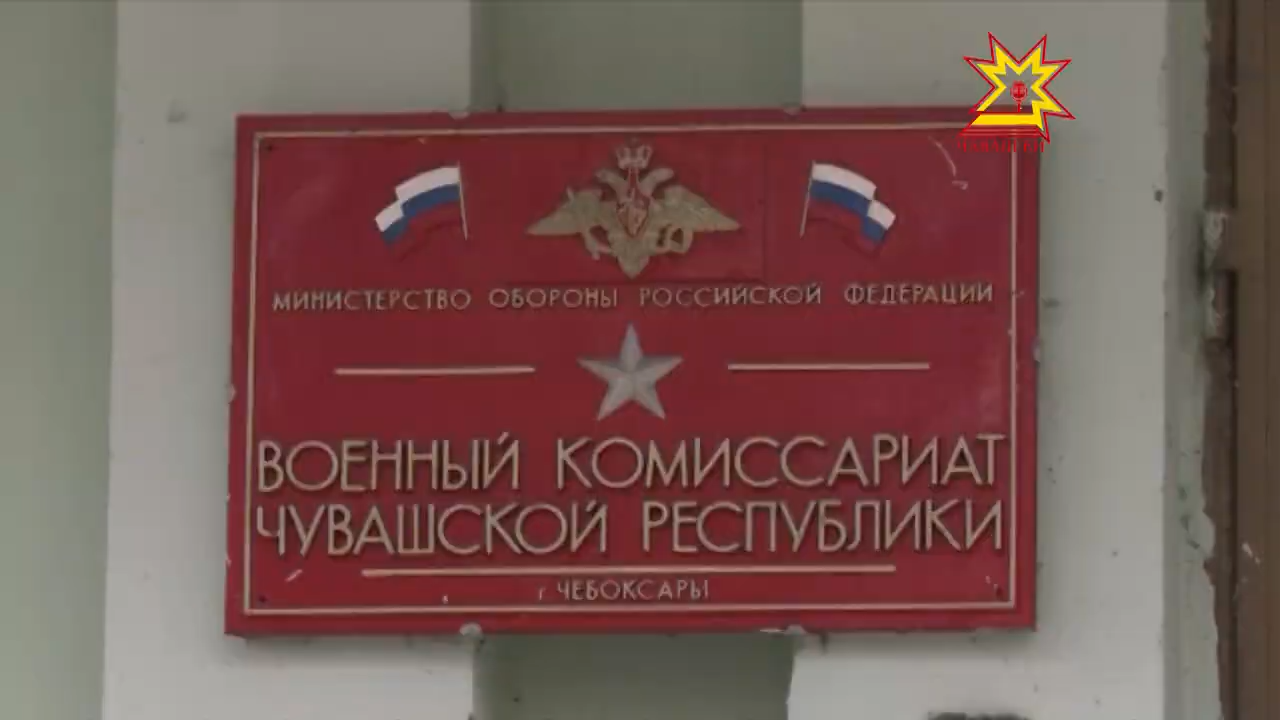 МИНИСТЕРСТВО ОБОРОНЫ РОССИЙСКОЙ ФЕДЕРАЦИИ
ВОЕННЫЙ КОМИССАРИАТ
ЧУВАШСКОЙ РЕСПУБЛИКИ
г. ЧЕБОКСАРЫ